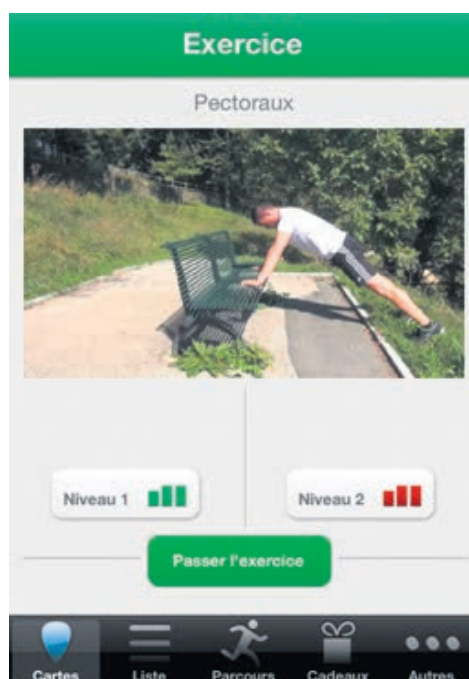 Exercice
Pectoraux
Niveau 1
Niveau 2
Passer l'exercice
Cartes
Liste
Parcours
Cadeaux
Autres